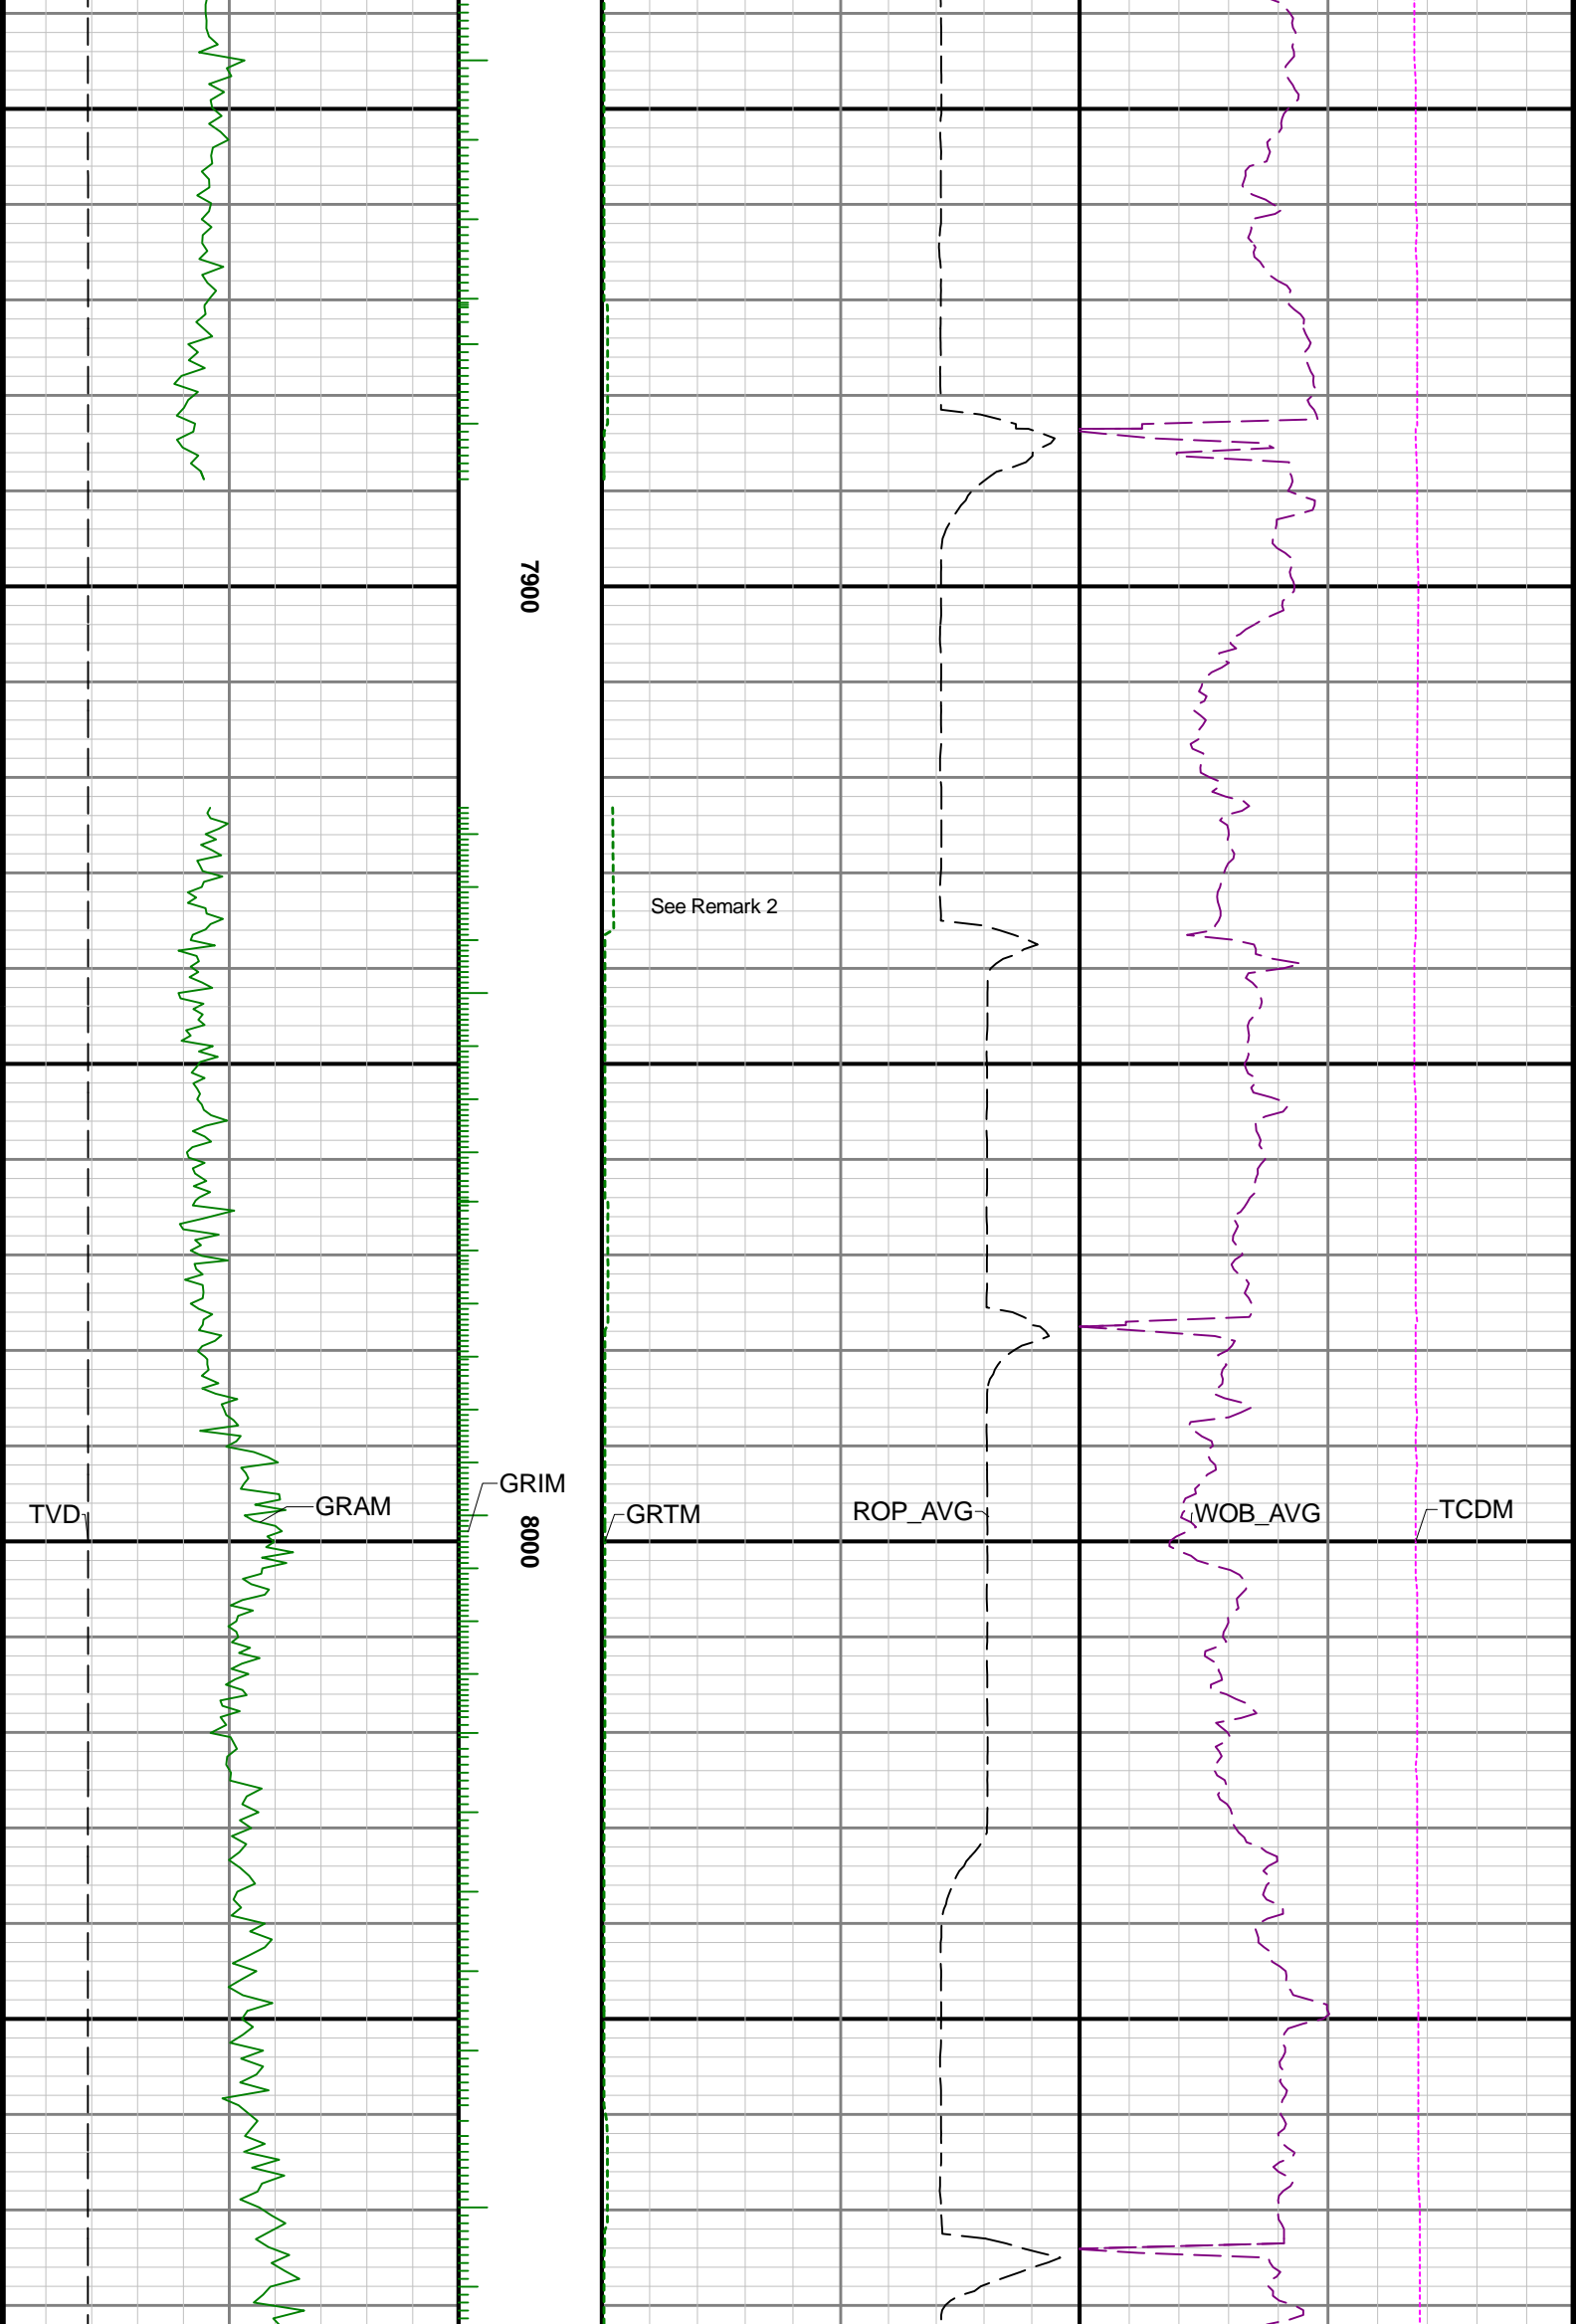 7900
See Remark 2
GRIM
TVD
GRAM
GRTM
ROP_AVG
WOB_AVG
TCDM
8000